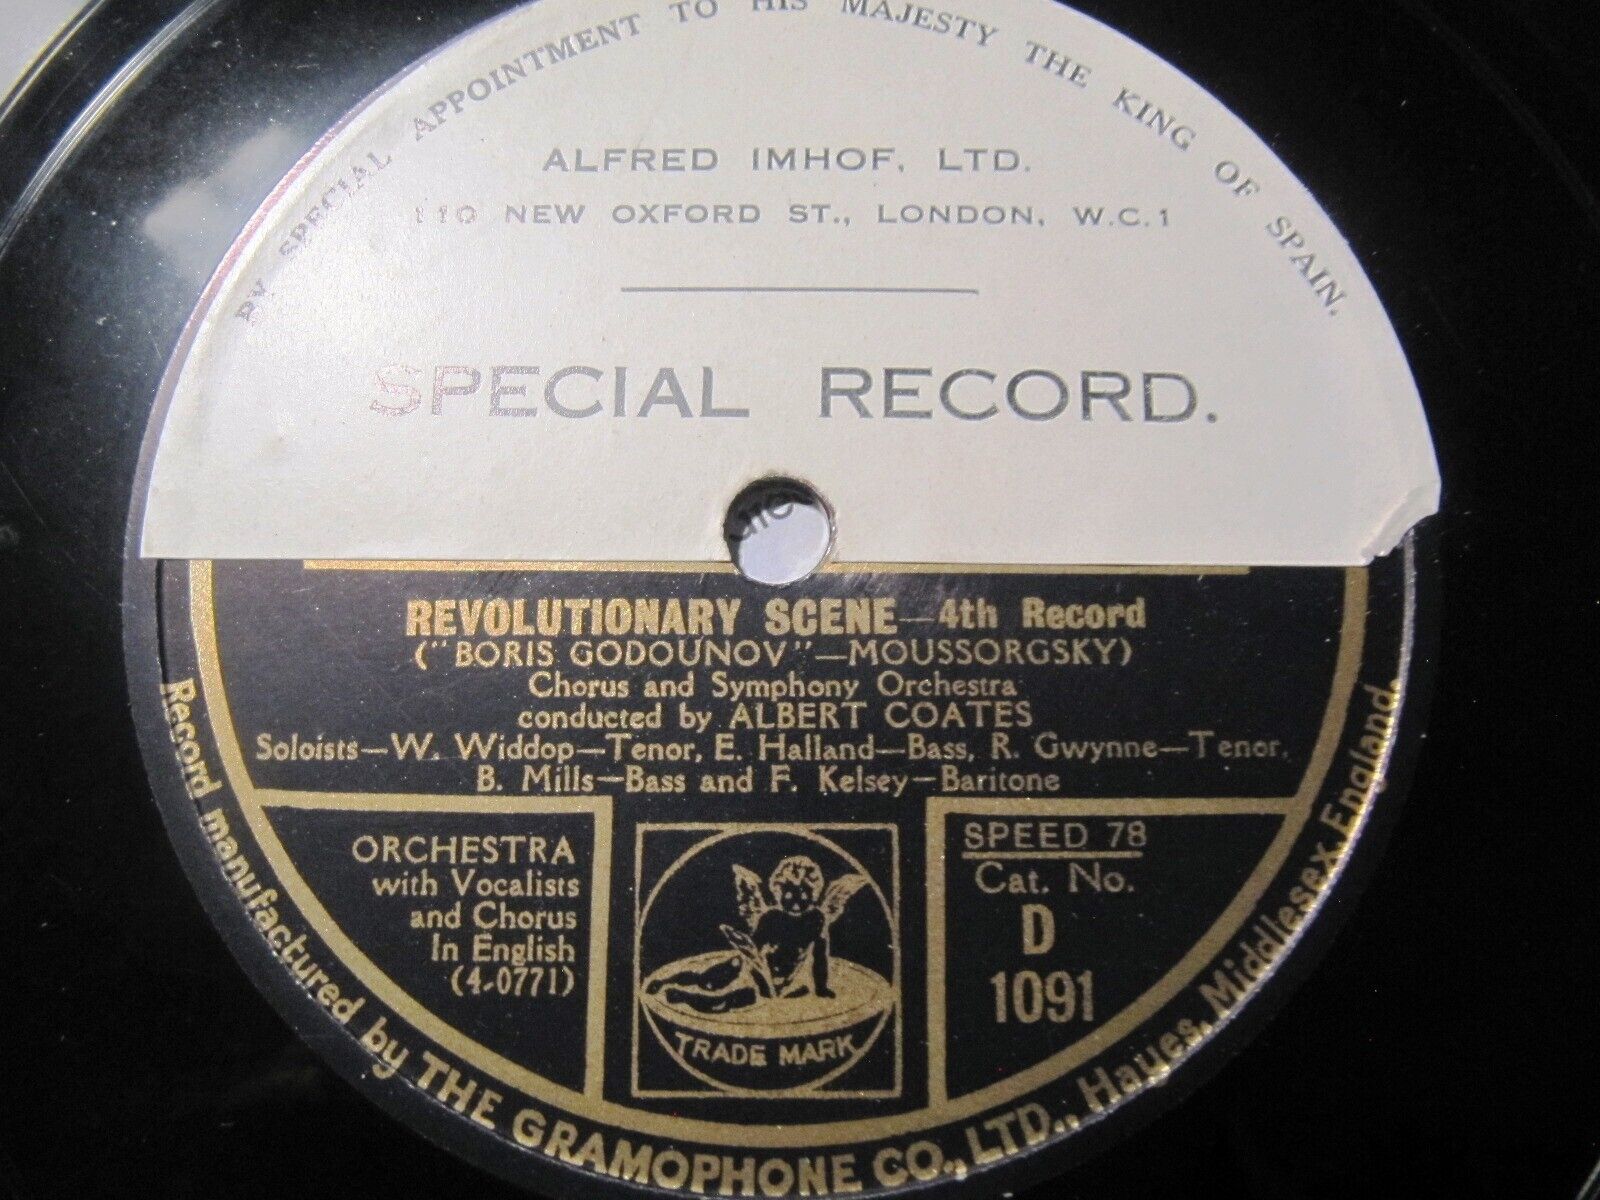 BY SPECIAL APPOINTMENT TO HIS MAJESTY THE KING OF SPAIN.
ALFRED IMHOF, LTD.
110 NEW OXFORD ST., LONDON, W.C.1
SPECIAL RECORD.
REVOLUTIONARY SCENE—4th Record
("BORIS GODOUNOV"—MOUSSORGSKY)
Chorus and Symphony Orchestra
conducted by ALBERT COATES
Soloists—W. Widdop—Tenor, E. Halland—Bass, R. Gwynne—Tenor,
B. Mills—Bass and F. Kelsey—Baritone
ORCHESTRA
with Vocalists
and Chorus
In English
(4-0771)
TRADE MARK
SPEED 78
Cat. No.
D
1091
Record manufactured by THE GRAMOPHONE CO., LTD., Hayes, Middlesex, England.